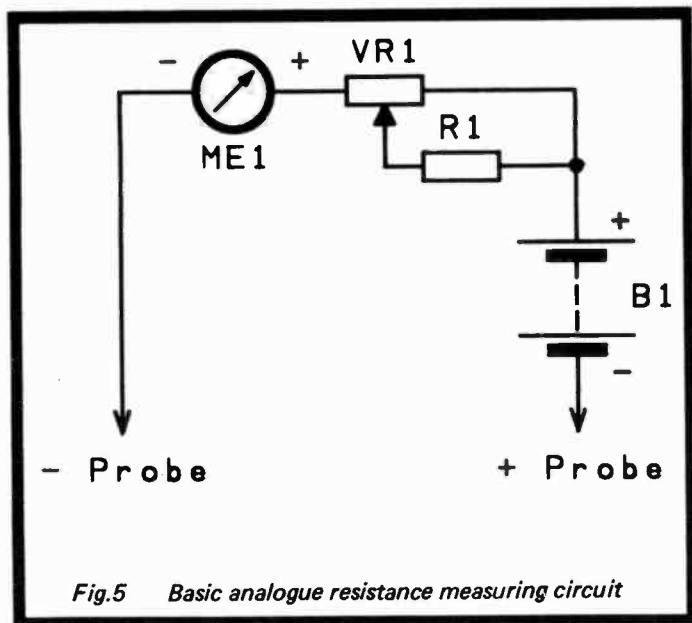 - + VR1
ME1
R1
+
B1
-
- Probe + Probe
Fig.5 Basic analogue resistance measuring circuit